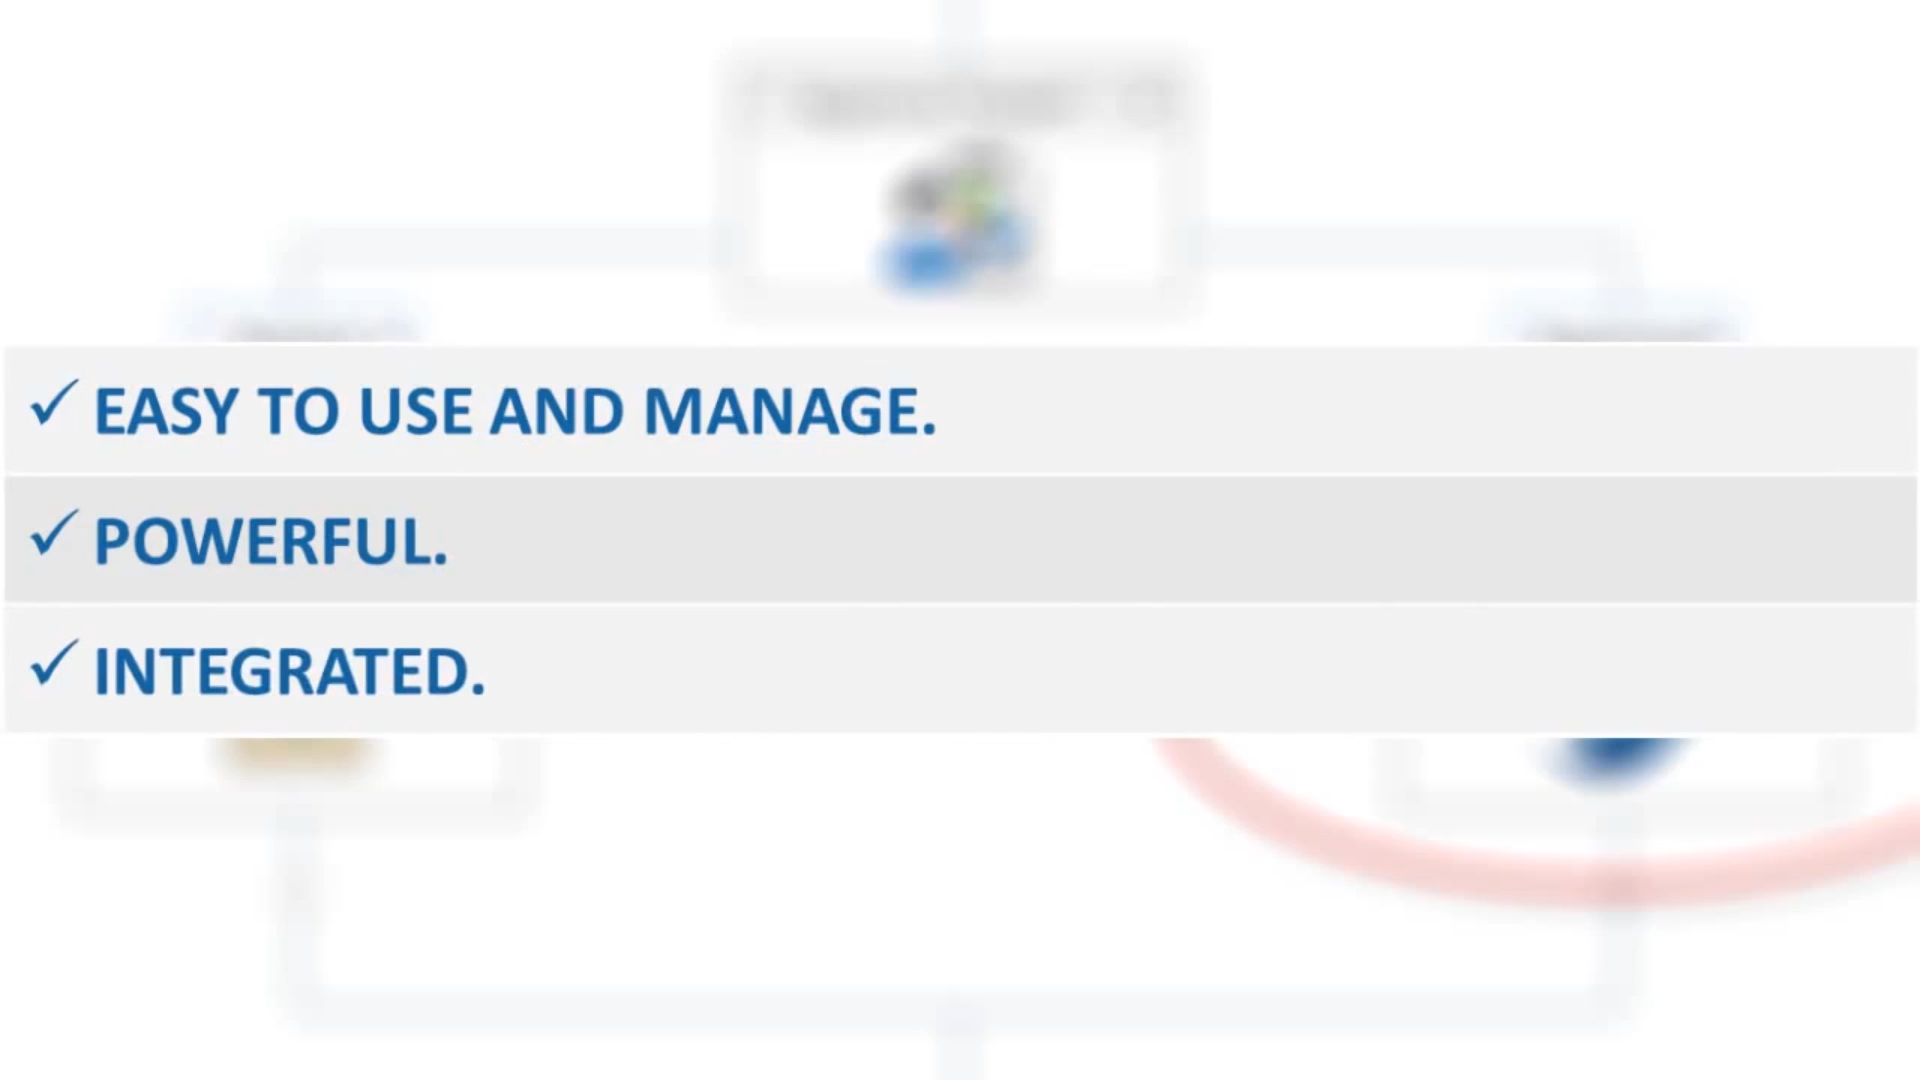 ✓ EASY TO USE AND MANAGE.
✓ POWERFUL.
✓ INTEGRATED.